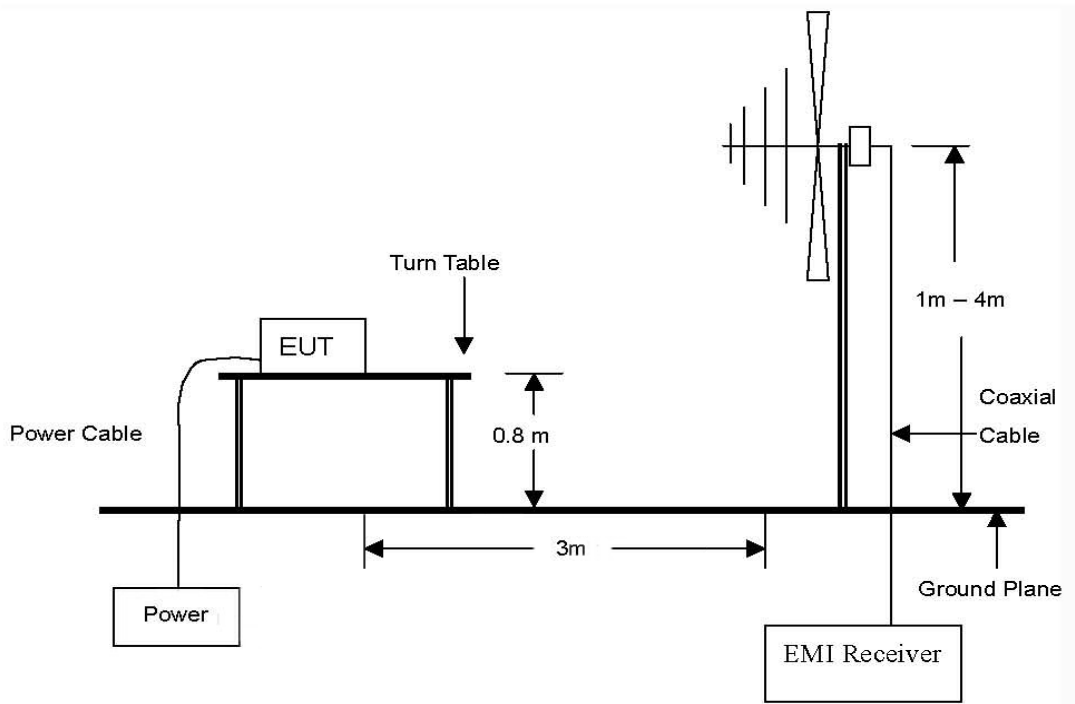 Turn Table
1m – 4m
EUT
Coaxial
Cable
Power Cable
0.8 m
3m
Ground Plane
Power
EMI Receiver